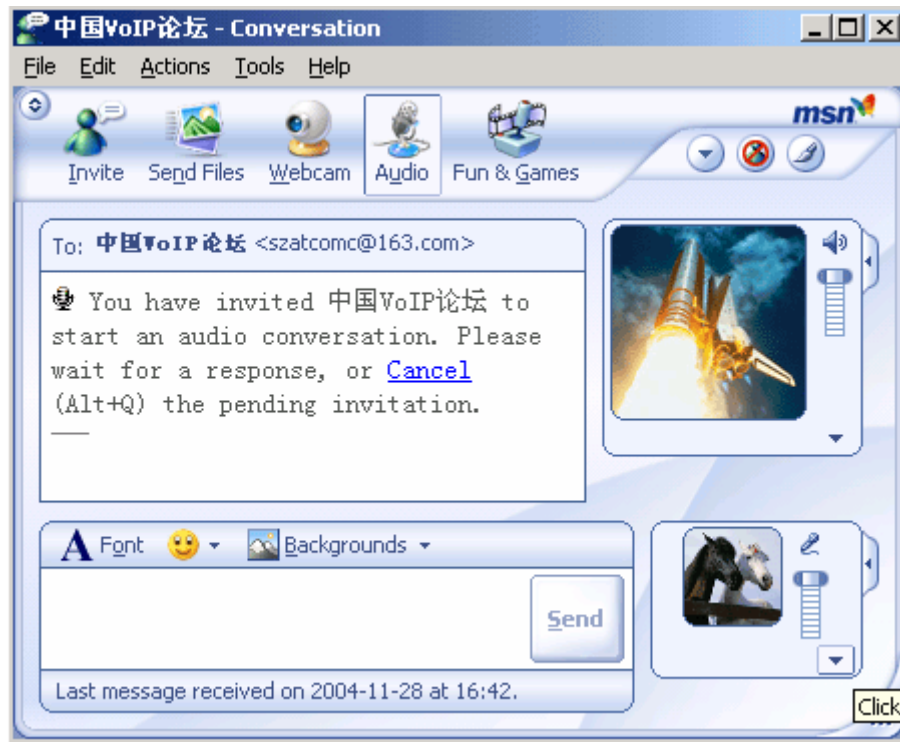 中国VoIP论坛 - Conversation
File Edit Actions Tools Help
msn
Invite Send Files Webcam Audio Fun & Games
To: 中国VoIP论坛 <szatcomc@163.com>
You have invited 中国VoIP论坛 to
start an audio conversation. Please
wait for a response, or Cancel
(Alt+Q) the pending invitation.
A Font Backgrounds
Send
Last message received on 2004-11-28 at 16:42.
Click